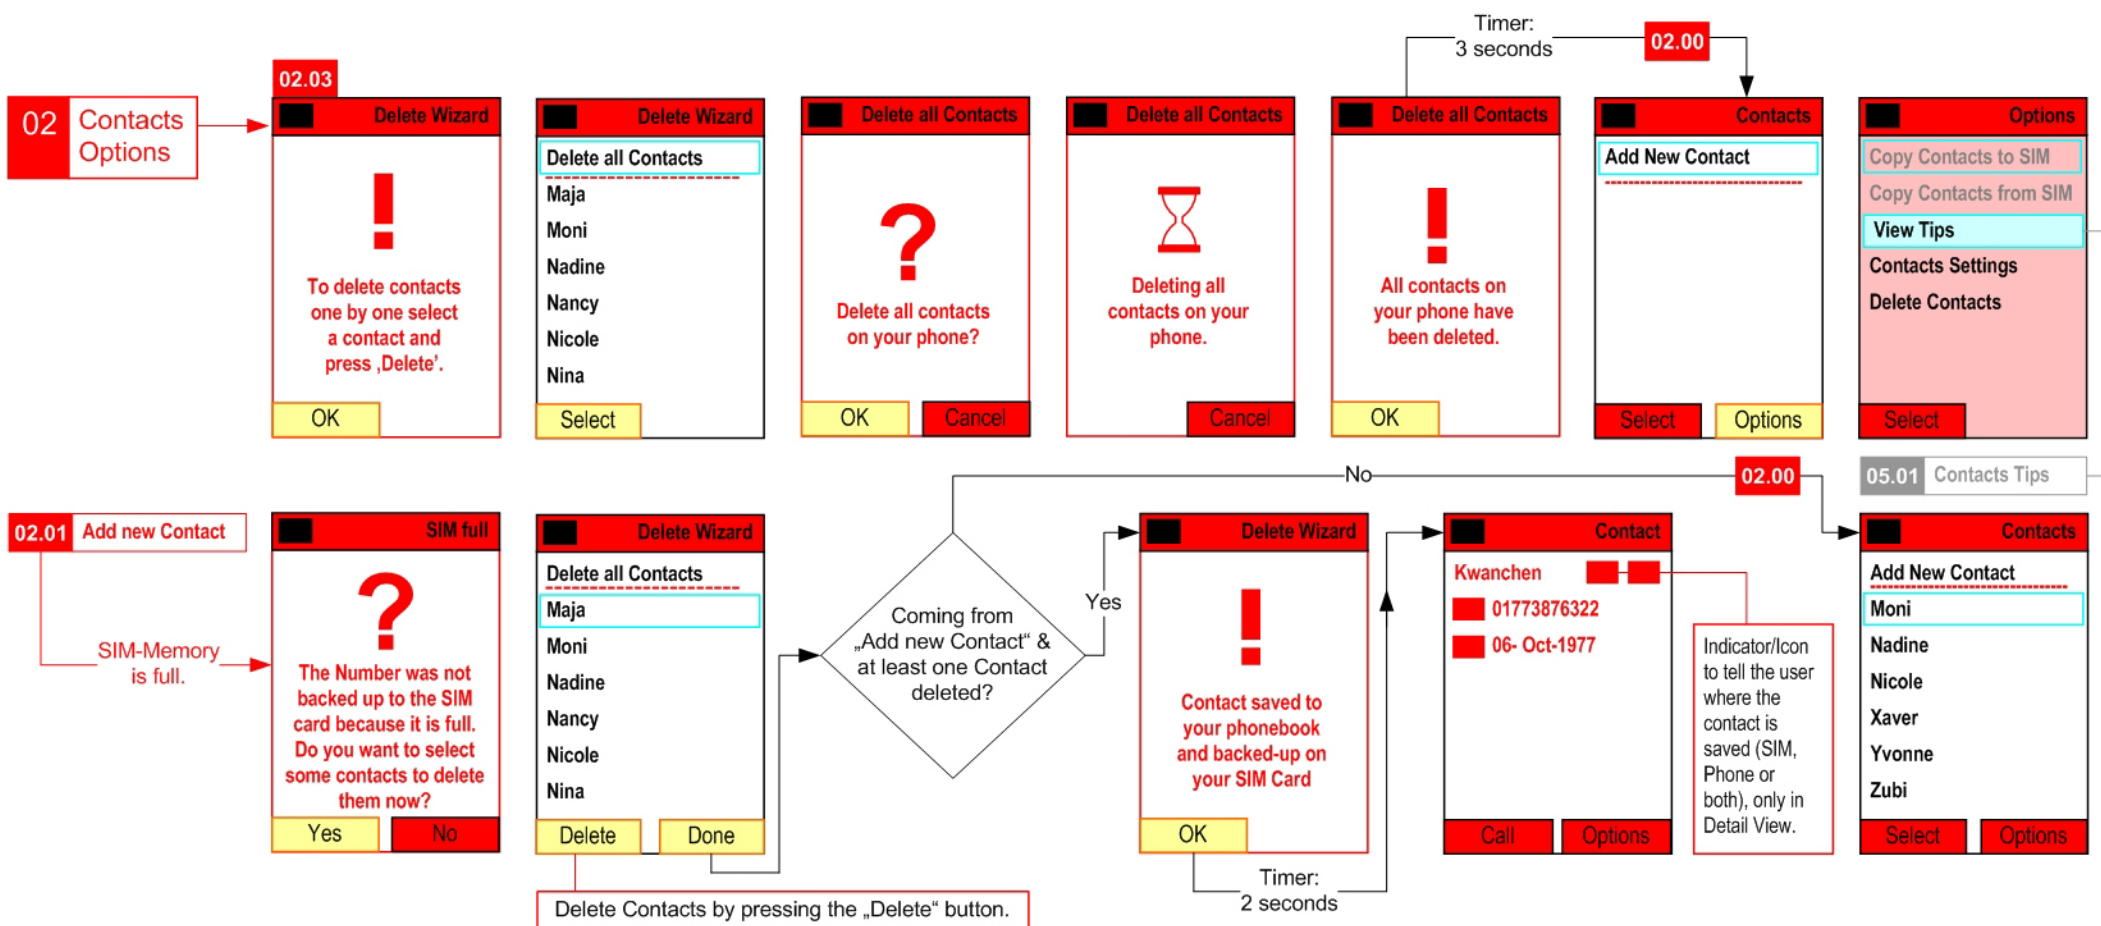 Timer:
3 seconds
02.00
02.03
02
Contacts
Options
Delete Wizard
To delete contacts
one by one select
a contact and
press ‚Delete’.
OK
Delete Wizard
Delete all Contacts
Maja
Moni
Nadine
Nancy
Nicole
Nina
Select
Delete all Contacts
?
Delete all contacts
on your phone?
OK
Cancel
Delete all Contacts
Deleting all
contacts on your
phone.
Cancel
Delete all Contacts
!
All contacts on
your phone have
been deleted.
OK
Contacts
Add New Contact
Select
Options
Options
Copy Contacts to SIM
Copy Contacts from SIM
View Tips
Contacts Settings
Delete Contacts
Select
No
02.00
05.01
Contacts Tips
02.01
Add new Contact
SIM-Memory
is full.
SIM full
?
The Number was not
backed up to the SIM
card because it is full.
Do you want to select
some contacts to delete
them now?
Yes
No
Delete Wizard
Delete all Contacts
Maja
Moni
Nadine
Nancy
Nicole
Nina
Delete
Done
Delete Contacts by pressing the „Delete“ button.
Coming from
„Add new Contact“ &
at least one Contact
deleted?
Yes
Delete Wizard
!
Contact saved to
your phonebook
and backed-up on
your SIM Card
OK
Timer:
2 seconds
Contact
Kwanchen
01773876322
06- Oct-1977
Call
Options
Indicator/Icon
to tell the user
where the
contact is
saved (SIM,
Phone or
both), only in
Detail View.
Contacts
Add New Contact
Moni
Nadine
Nicole
Xaver
Yvonne
Zubi
Select
Options